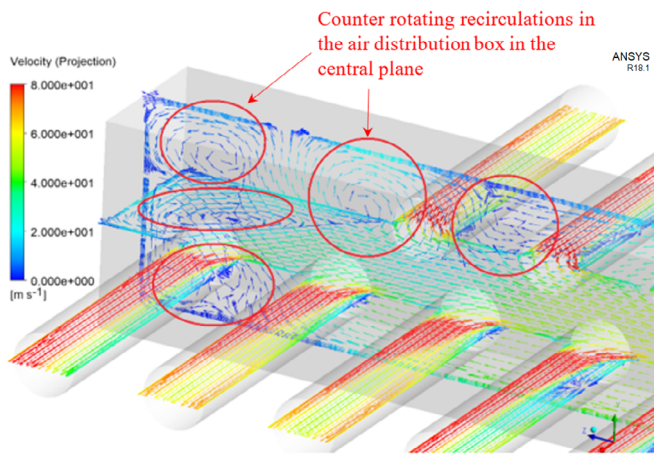 Counter rotating recirculations in
the air distribution box in the
central plane
ANSYS
R18.1
Velocity (Projection)
8.000e+001
6.000e+001
4.000e+001
2.000e+001
0.000e+000
[m s⁻¹]